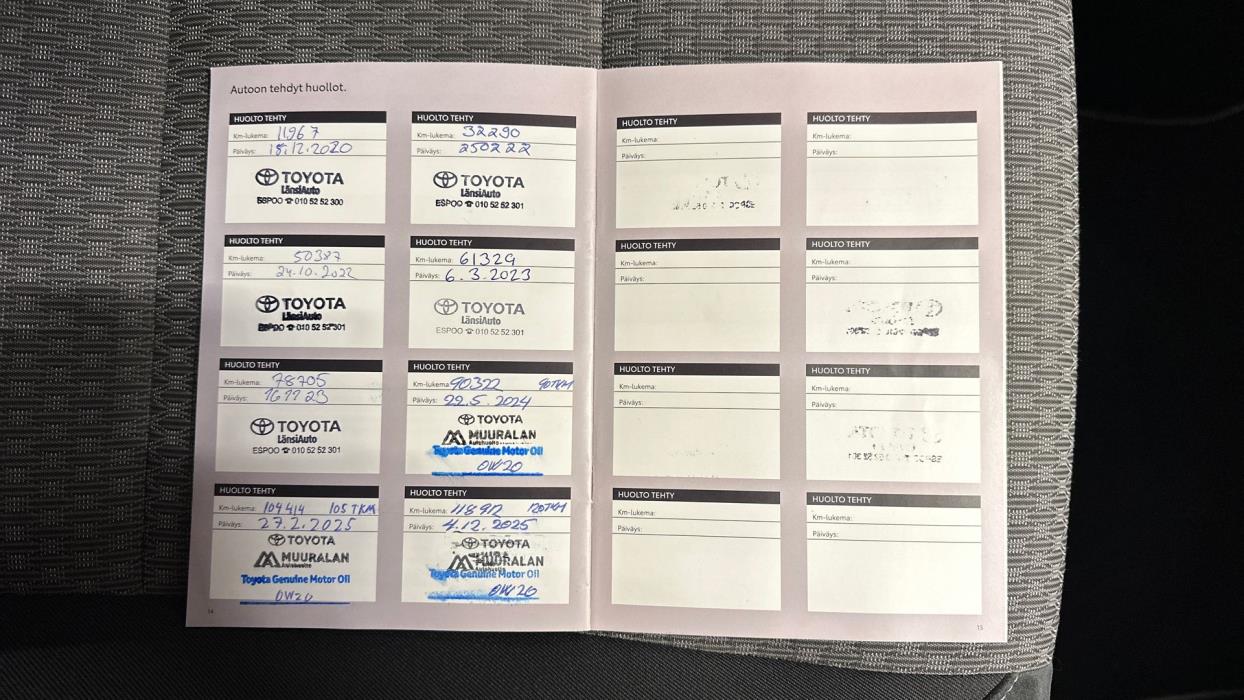 Autoon tehdyt huollot.
HUOLTO TEHTY
Km-lukema: 11967
Päiväys: 18.12.2020
TOYOTA
LänsiAuto
ESPOO ☎ 010 52 52 300
HUOLTO TEHTY
Km-lukema: 32290
Päiväys: 250222
TOYOTA
LänsiAuto
ESPOO ☎ 010 52 52 301
HUOLTO TEHTY
Km-lukema: 50387
Päiväys: 24.10.2022
TOYOTA
LänsiAuto
ESPOO ☎ 010 52 52 301
HUOLTO TEHTY
Km-lukema: 61329
Päiväys: 6.3.2023
TOYOTA
LänsiAuto
ESPOO ☎ 010 52 52 301
HUOLTO TEHTY
Km-lukema: 78705
Päiväys:
TOYOTA
LänsiAuto
ESPOO ☎ 010 52 52 301
HUOLTO TEHTY
Km-lukema: 90322 90TKM
Päiväys: 22.5.2024
TOYOTA
MUURALAN
Autohuolto
Toyota Genuine Motor Oil
0W20
HUOLTO TEHTY
Km-lukema: 104414 105TKM
Päiväys: 27.2.2025
TOYOTA
MUURALAN
Autohuolto
Toyota Genuine Motor Oil
0W20
HUOLTO TEHTY
Km-lukema: 118912 120TKM
Päiväys: 4.12.2025
TOYOTA
MUURALAN
Toyota Genuine Motor Oil
0W20
14
HUOLTO TEHTY
Km-lukema:
Päiväys:
HUOLTO TEHTY
Km-lukema:
Päiväys:
HUOLTO TEHTY
Km-lukema:
Päiväys:
HUOLTO TEHTY
Km-lukema:
Päiväys:
HUOLTO TEHTY
Km-lukema:
Päiväys:
HUOLTO TEHTY
Km-lukema:
Päiväys:
HUOLTO TEHTY
Km-lukema:
Päiväys:
HUOLTO TEHTY
Km-lukema:
Päiväys:
15